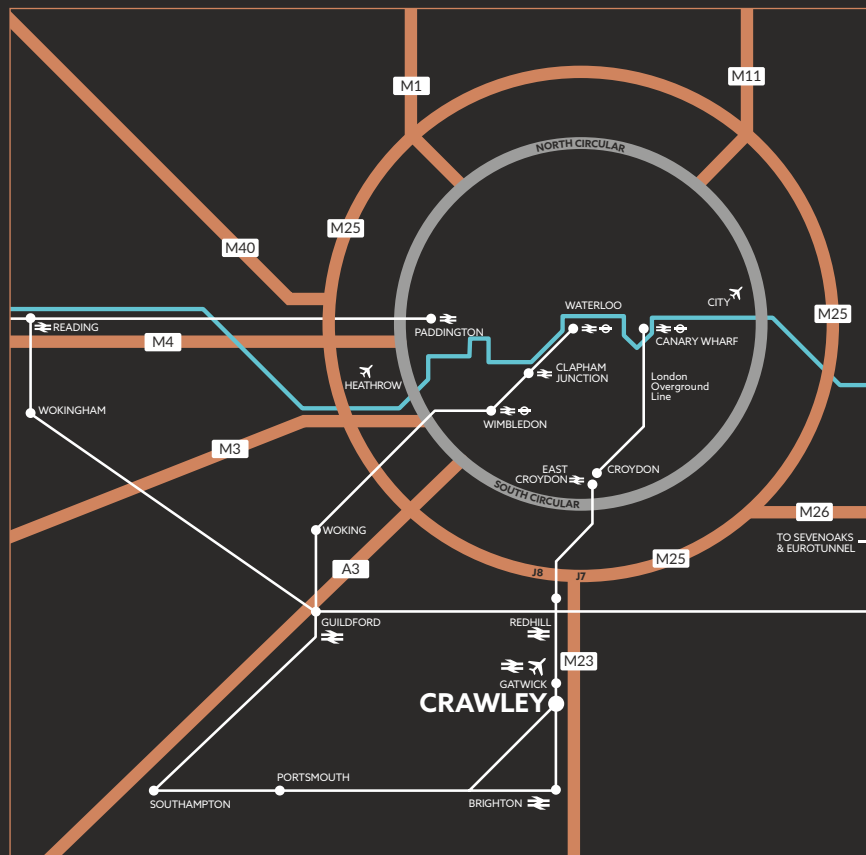 M1
M11
NORTH CIRCULAR
M25
M40
CITY
WATERLOO
M25
READING
PADDINGTON
CANARY WHARF
M4
CLAPHAM
JUNCTION
HEATHROW
London
Overground
Line
WOKINGHAM
WIMBLEDON
M3
EAST
CROYDON
CROYDON
SOUTH CIRCULAR
M26
WOKING
TO SEVENOAKS
& EUROTUNNEL
M25
A3
J8
J7
GUILDFORD
REDHILL
M23
GATWICK
CRAWLEY
PORTSMOUTH
SOUTHAMPTON
BRIGHTON